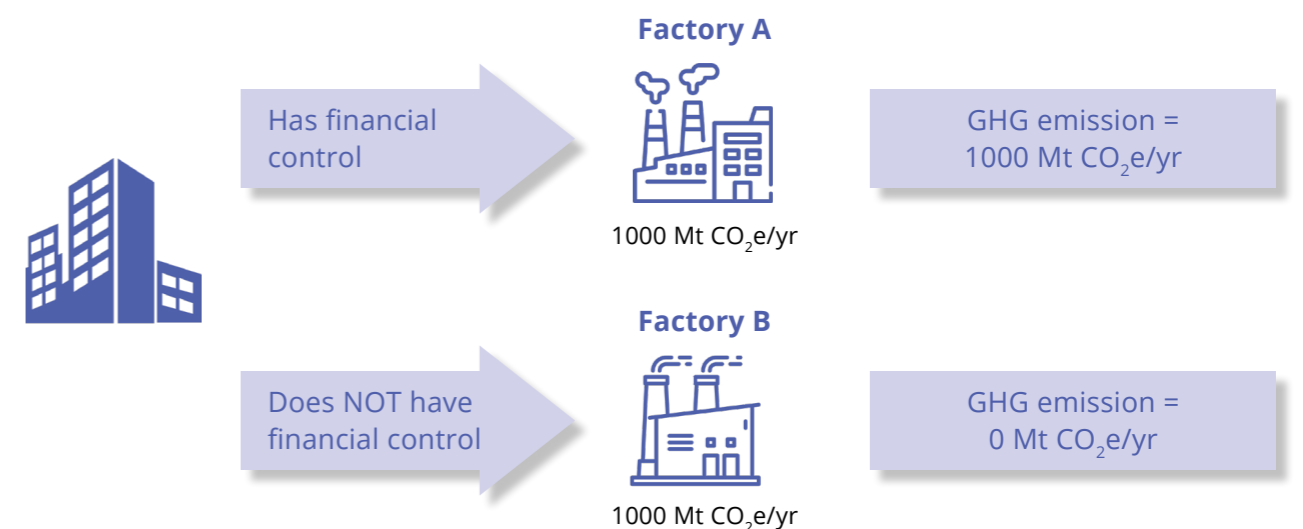 Factory A
Has financial
control
GHG emission =
1000 Mt CO₂e/yr
1000 Mt CO₂e/yr
Factory B
Does NOT have
financial control
GHG emission =
0 Mt CO₂e/yr
1000 Mt CO₂e/yr